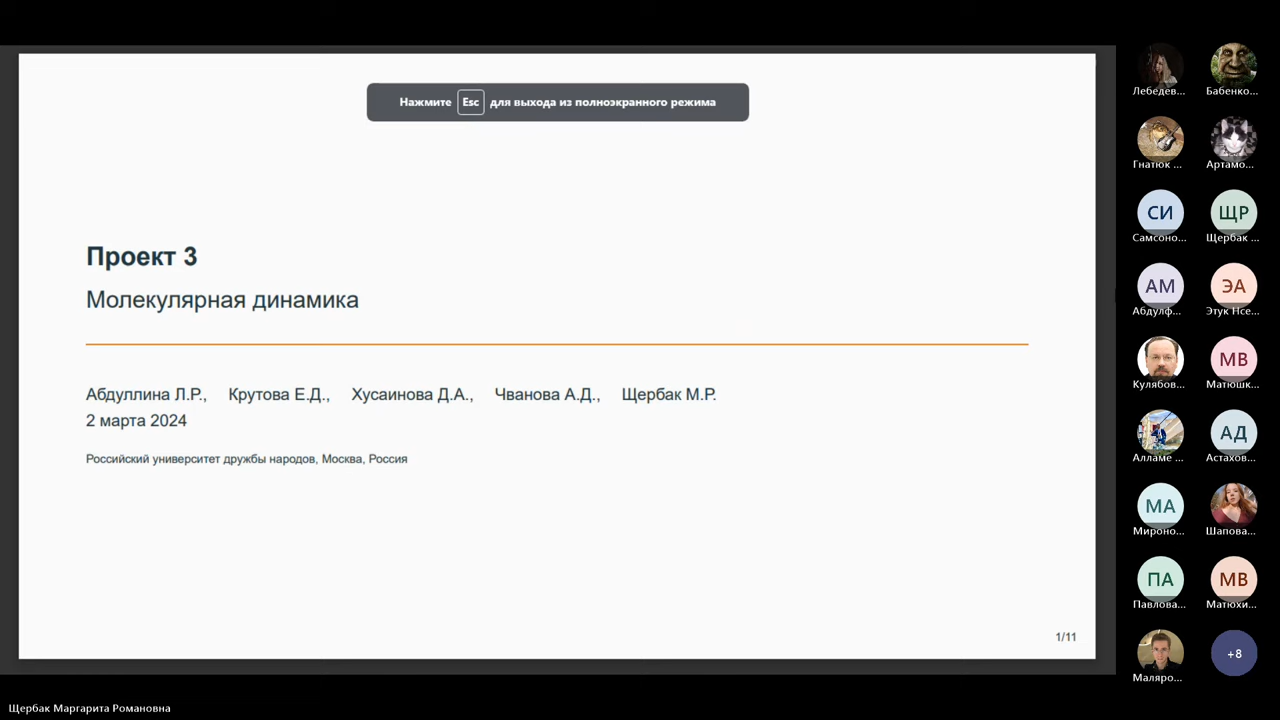 Нажмите Esc для выхода из полноэкранного режима
Проект 3
Молекулярная динамика
Абдуллина Л.Р., Крутова Е.Д., Хусаинова Д.А., Чванова А.Д., Щербак М.Р.
2 марта 2024
Российский университет дружбы народов, Москва, Россия
1/11
Лебедев... Бабенко...
Гнатюк ... Артамо...
СИ ЩР
Самсоно... Щербак ...
АМ ЭА
Абдулф... Этук Нсе...
МВ
Кулябов... Матюшк...
АД
Алламе ... Астахов...
МА
Мироно... Шапова...
ПА МВ
Павлова... Матюхи...
+8
Маляро...
Щербак Маргарита Романовна